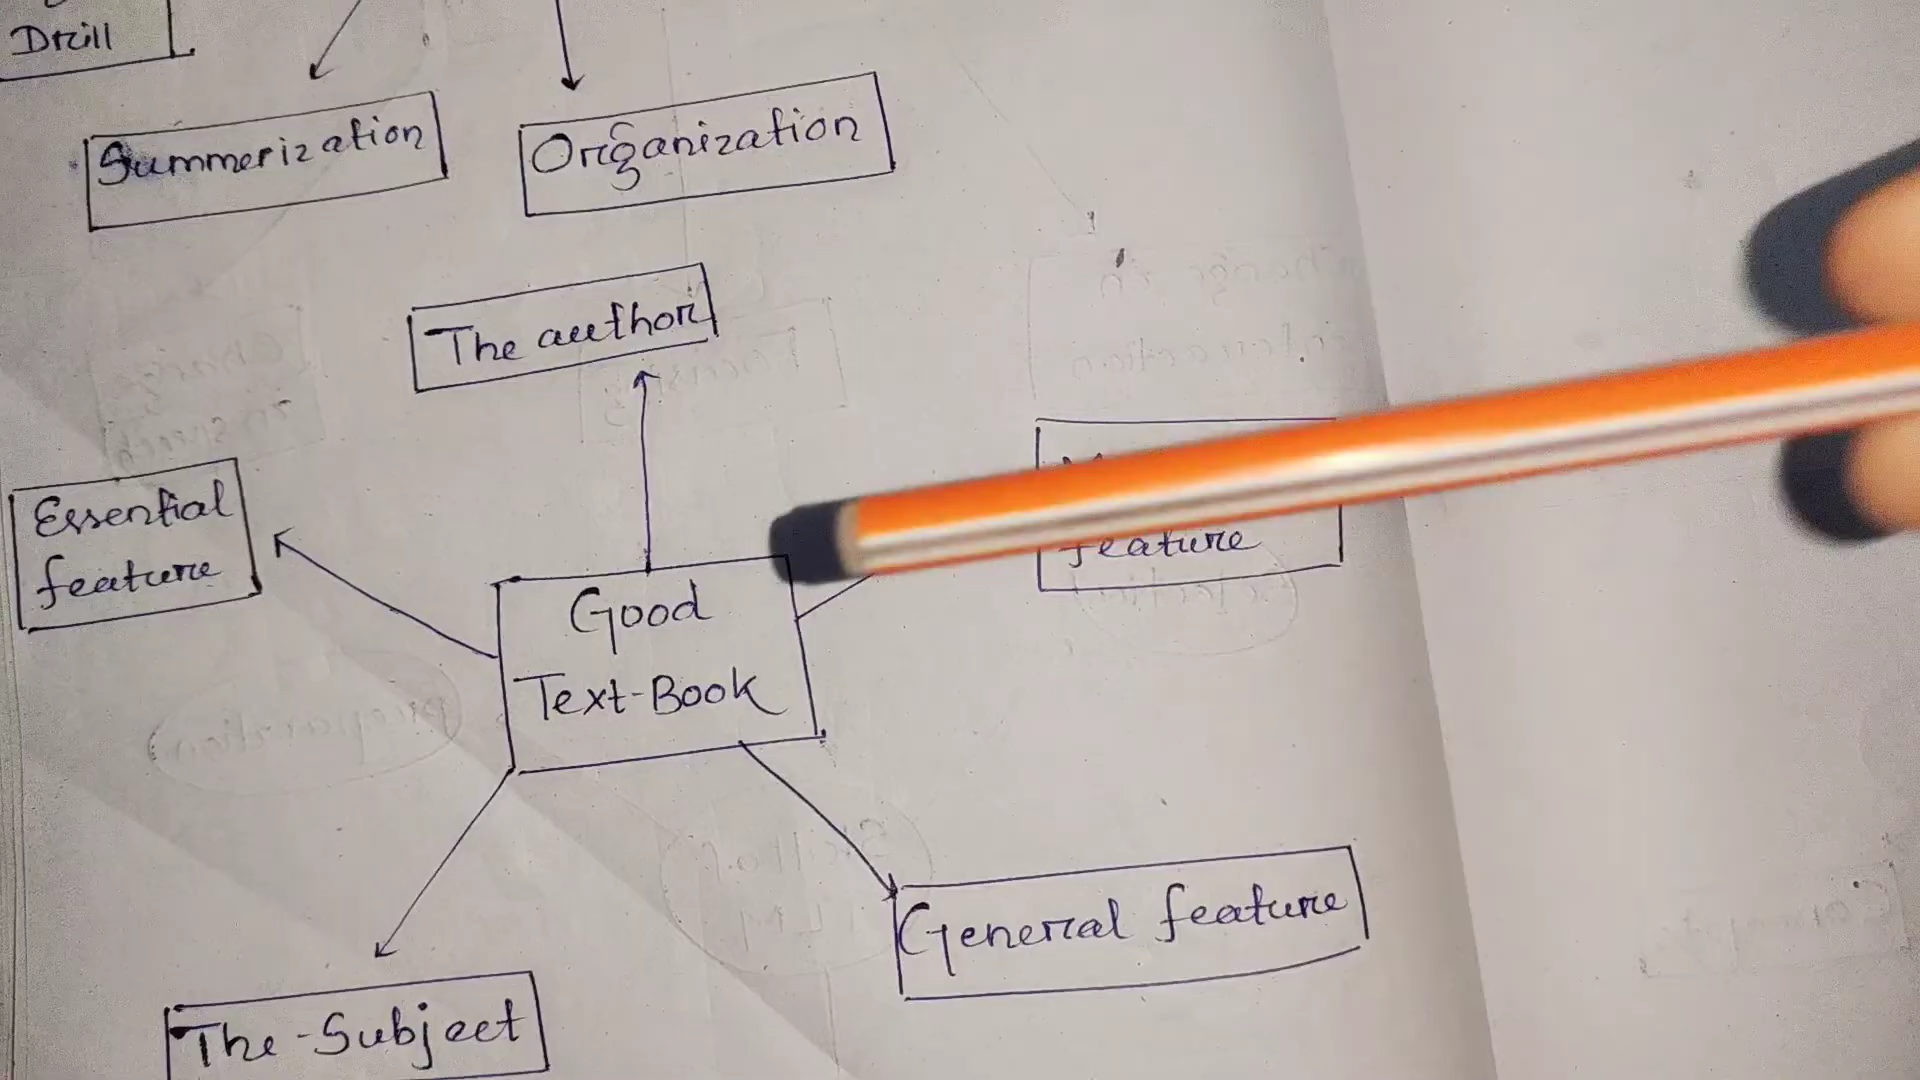 Drill
Summerization
Organization
The author
Essential
feature
feature
Good
Text-Book
General feature
The-Subject